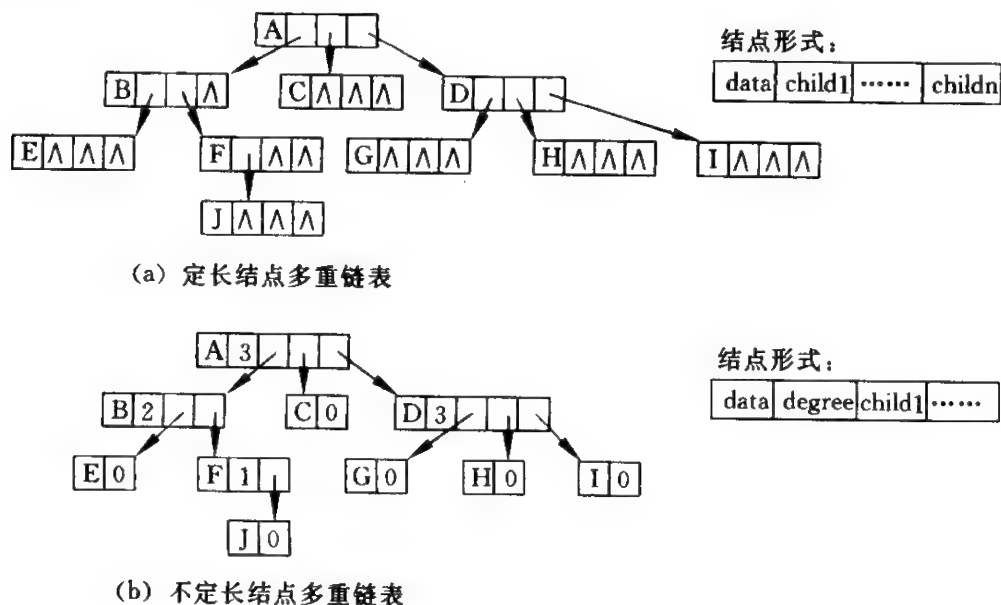 A
结点形式：
data child1 …… childn
B ∧
C ∧ ∧ ∧
D
E ∧ ∧ ∧
F ∧ ∧
G ∧ ∧ ∧
H ∧ ∧ ∧
I ∧ ∧ ∧
J ∧ ∧ ∧
(a) 定长结点多重链表
A 3
结点形式：
data degree child1 ……
B 2
C 0
D 3
E 0
F 1
G 0
H 0
I 0
J 0
(b) 不定长结点多重链表